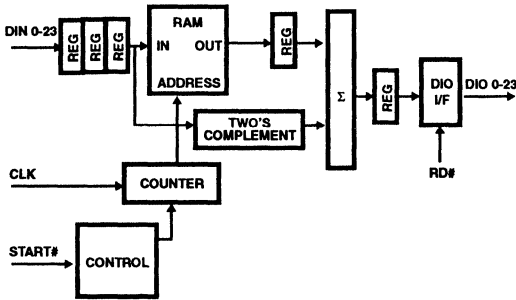 DIN 0-23
REG
REG
REG
RAM
IN OUT
ADDRESS
REG
Σ
REG
DIO
I/F
DIO 0-23
TWO'S
COMPLEMENT
RD#
CLK
COUNTER
START#
CONTROL